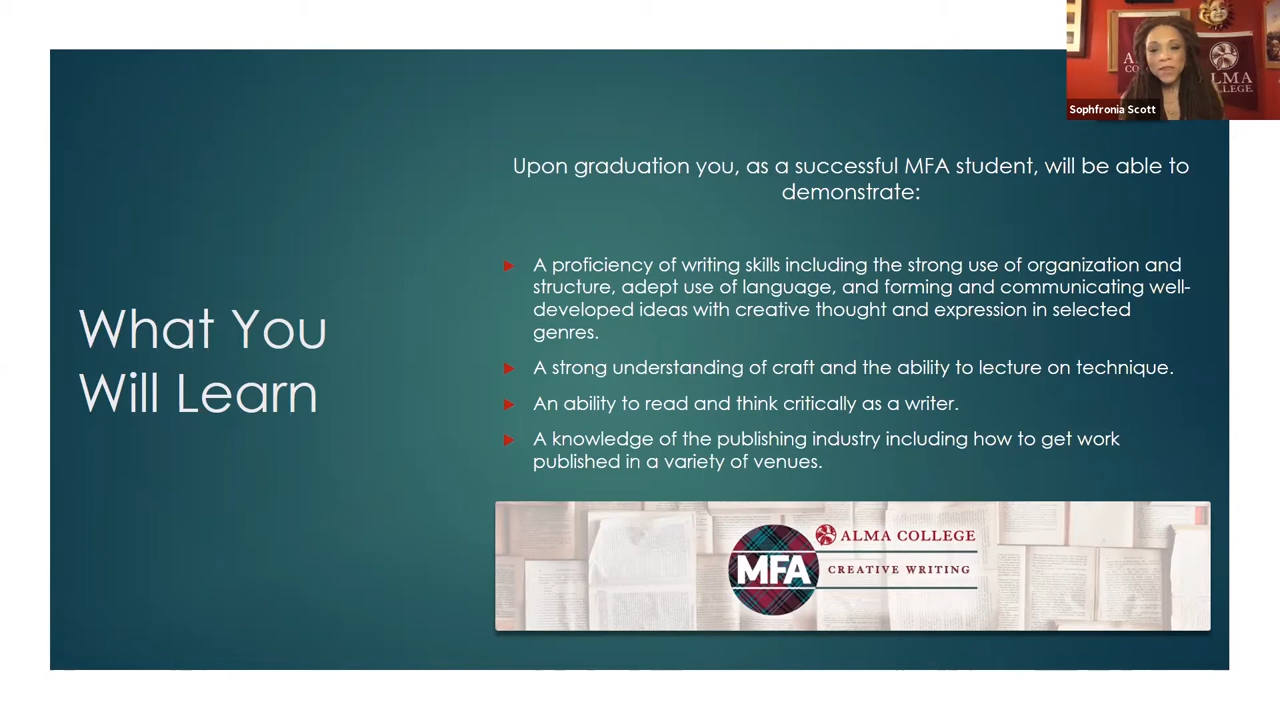 Sophfronia Scott
Upon graduation you, as a successful MFA student, will be able to
demonstrate:
A proficiency of writing skills including the strong use of organization and
structure, adept use of language, and forming and communicating well-
developed ideas with creative thought and expression in selected
genres.
A strong understanding of craft and the ability to lecture on technique.
An ability to read and think critically as a writer.
A knowledge of the publishing industry including how to get work
published in a variety of venues.
What You
Will Learn
MFA
ALMA COLLEGE
CREATIVE WRITING